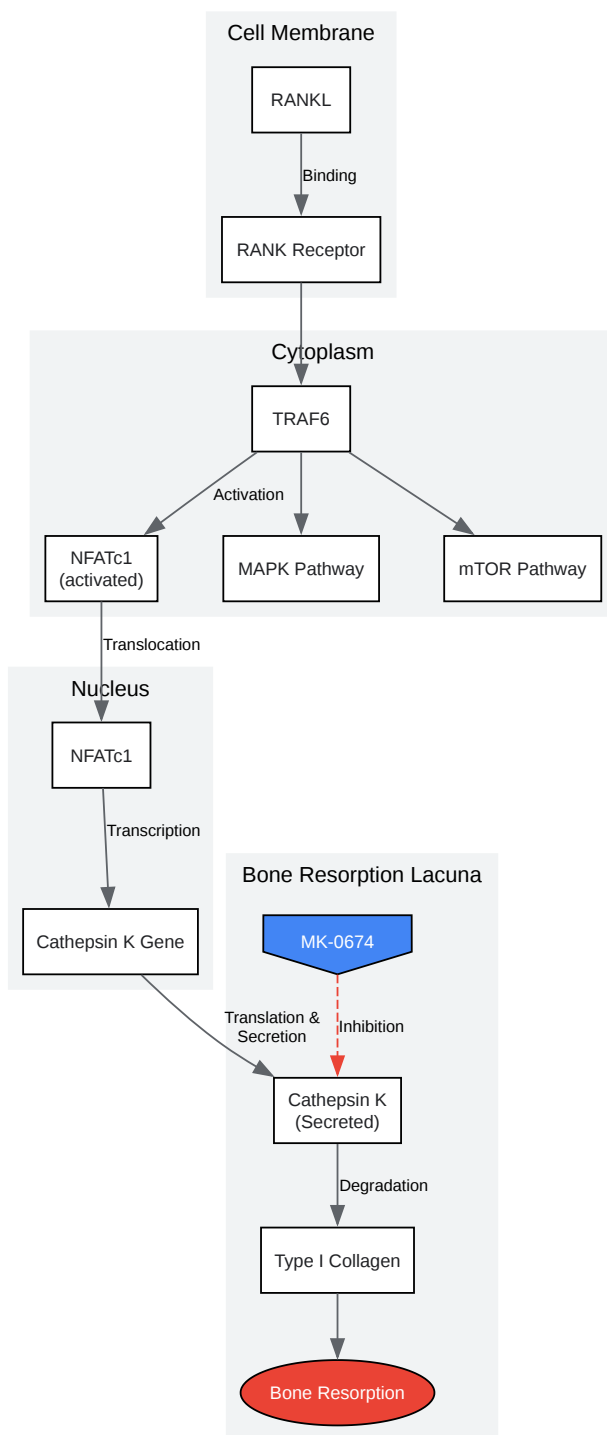 Cell Membrane
RANKL
Binding
RANK Receptor
Cytoplasm
TRAF6
Activation
NFATc1
(activated)
MAPK Pathway
mTOR Pathway
Translocation
Nucleus
NFATc1
Transcription
Cathepsin K Gene
Bone Resorption Lacuna
MK-0674
Translation &
Secretion
Inhibition
Cathepsin K
(Secreted)
Degradation
Type I Collagen
Bone Resorption